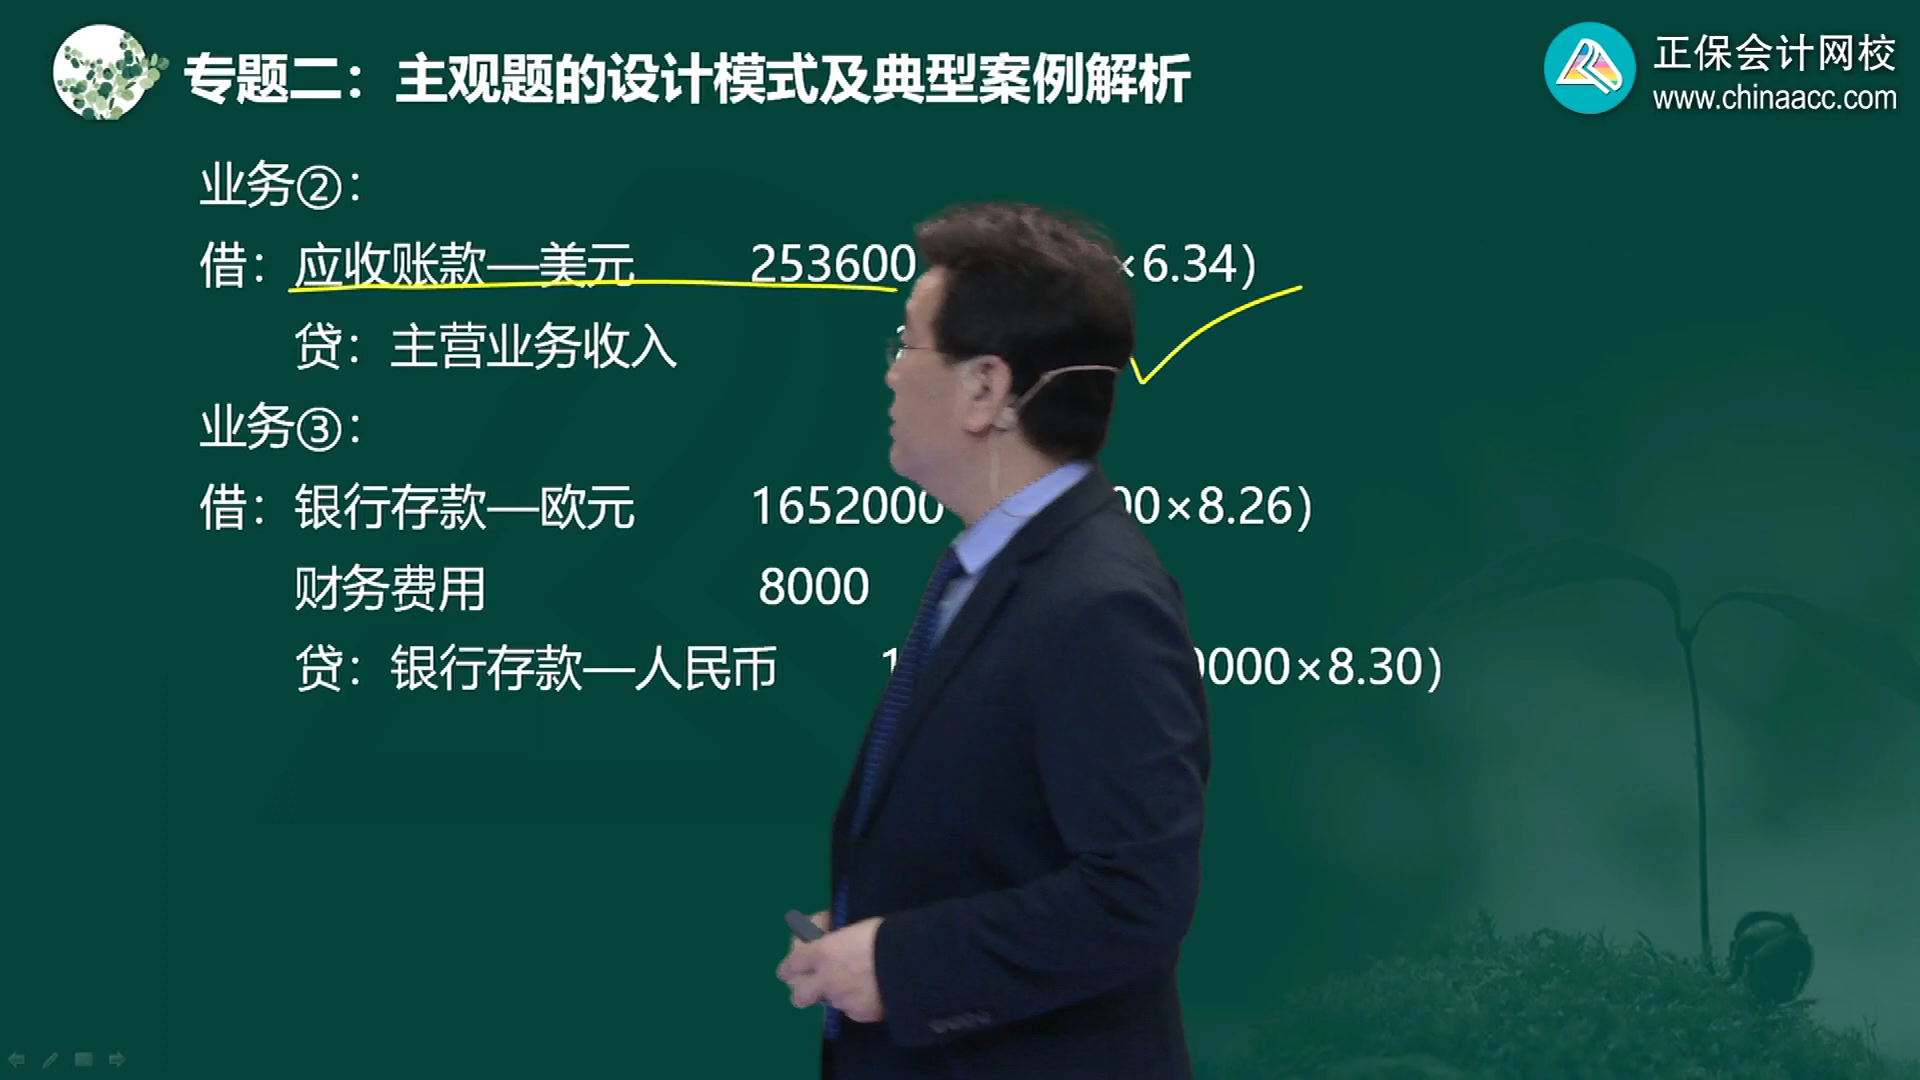 专题二：主观题的设计模式及典型案例解析
正保会计网校
www.chinaacc.com
业务②：
借：应收账款—美元 253600 ×6.34）
贷：主营业务收入
业务③：
借：银行存款—欧元 1652000 00×8.26）
财务费用 8000
贷：银行存款—人民币 1 0000×8.30）